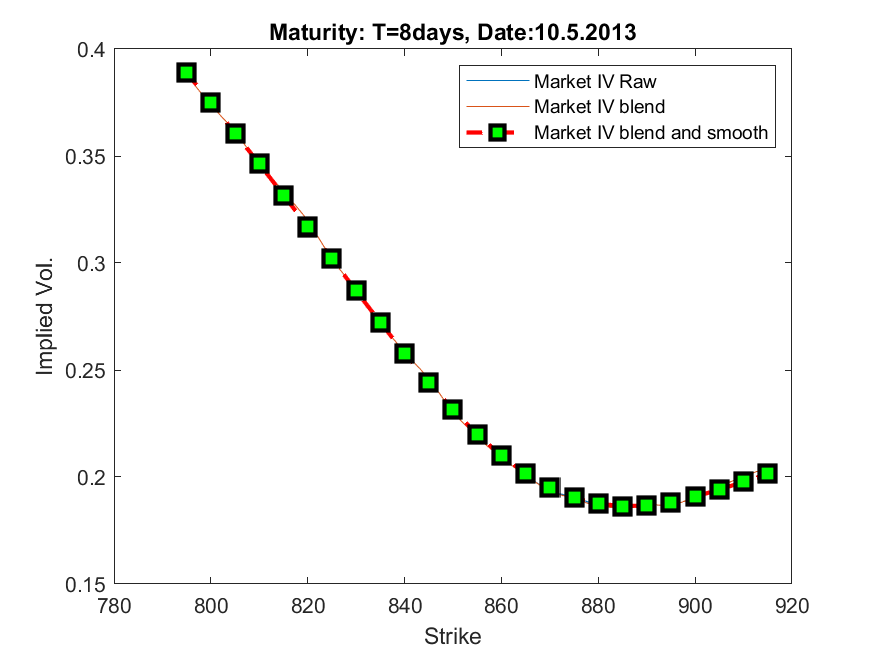 Maturity: T=8days, Date:10.5.2013
Market IV Raw
Market IV blend
Market IV blend and smooth
0.4
0.35
0.3
0.25
0.2
0.15
Implied Vol.
780 800 820 840 860 880 900 920
Strike